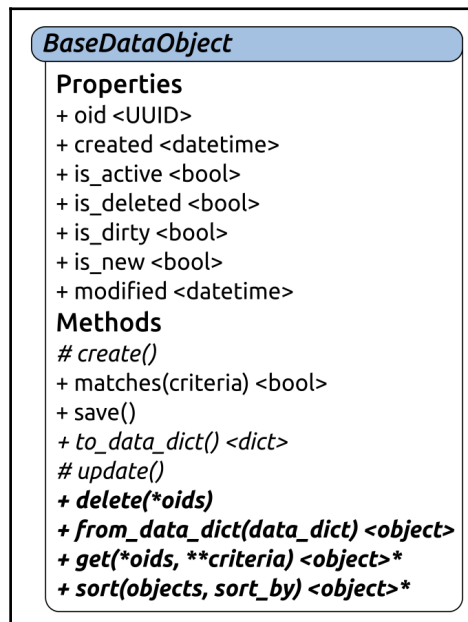 BaseDataObject
Properties
+ oid <UUID>
+ created <datetime>
+ is_active <bool>
+ is_deleted <bool>
+ is_dirty <bool>
+ is_new <bool>
+ modified <datetime>
Methods
# create()
+ matches(criteria) <bool>
+ save()
+ to_data_dict() <dict>
# update()
+ delete(*oids)
+ from_data_dict(data_dict) <object>
+ get(*oids, **criteria) <object>*
+ sort(objects, sort_by) <object>*